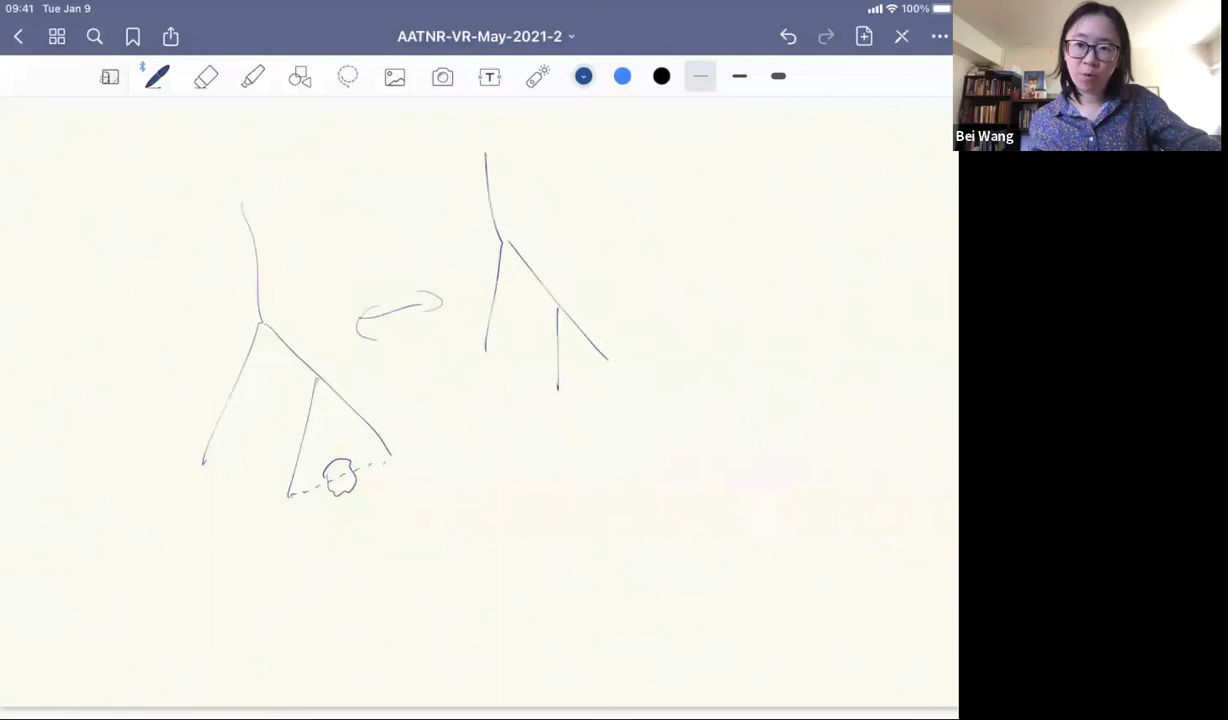 09:41 Tue Jan 9
100%
AATNR-VR-May-2021-2
T
Bei Wang